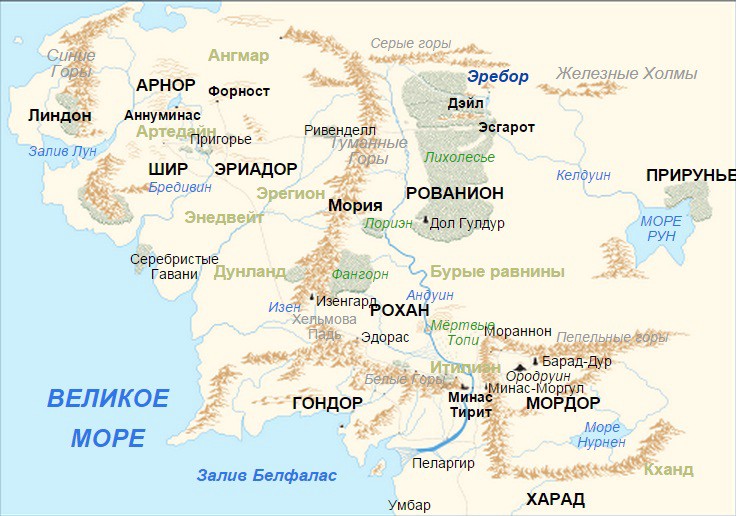 Ангмар
Серые горы
Синие
Горы
Эребор
Железные Холмы
АРНОР
Форност
Дэйл
Линдон
Аннуминас
Эсгарот
Артедайн
Ривенделл
Пригорье
Туманные
Горы
Залив Лун
Лихолесье
ШИР
ЭРИАДОР
Келдуин
ПРИРУНЬЕ
Бредивин
Эрегион
РОВАНИОН
Мория
Энедвейт
Лориэн
Дол Гулдур
МОРЕ
РУН
Серебристые
Гавани
Дунланд
Фангорн
Бурые равнины
Андуин
Изенгард
Изен
РОХАН
Хельмова
Падь
Мёртвые
Топи
Мораннон
Эдорас
Пепельные горы
Итилиан
Барад-Дур
Ородруин
Белые Горы
Минас-Моргул
ВЕЛИКОЕ
МОРЕ
ГОНДОР
Минас
Тирит
МОРДОР
Море
Нурнен
Пеларгир
Залив Белфалас
Кханд
Умбар
ХАРАД